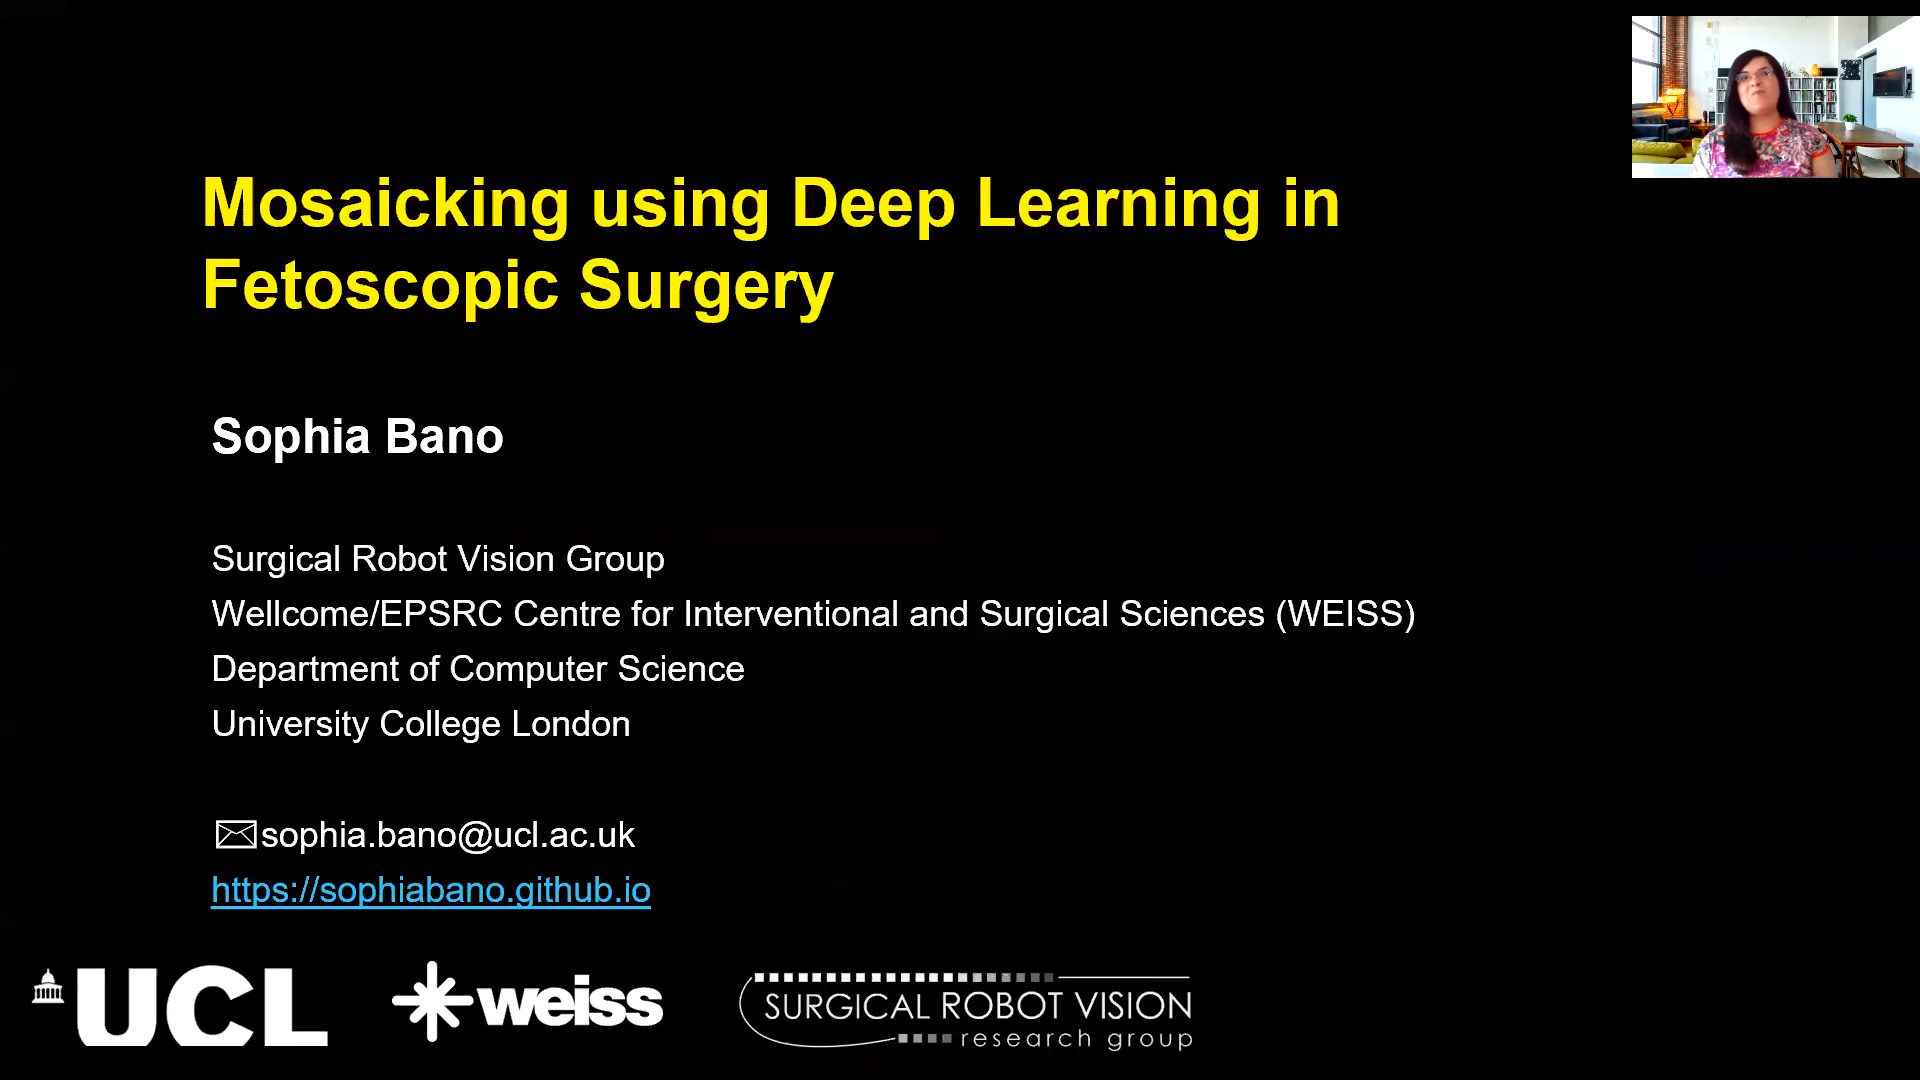 Mosaicking using Deep Learning in
Fetoscopic Surgery
Sophia Bano
Surgical Robot Vision Group
Wellcome/EPSRC Centre for Interventional and Surgical Sciences (WEISS)
Department of Computer Science
University College London
sophia.bano@ucl.ac.uk
https://sophiabano.github.io
UCL
weiss
SURGICAL ROBOT VISION
research group